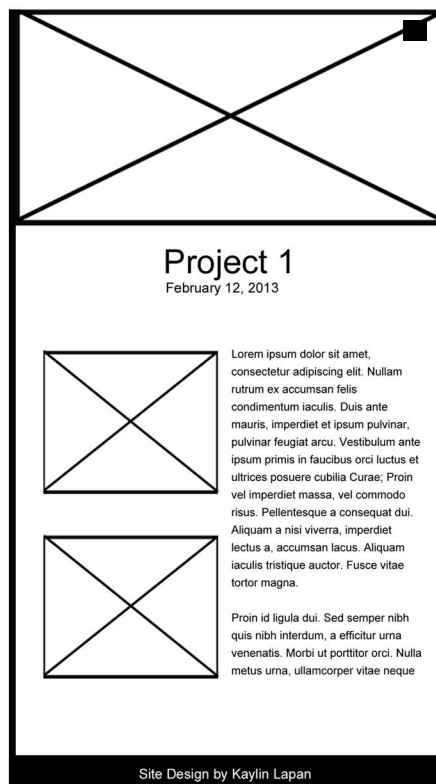 Project 1
February 12, 2013
Lorem ipsum dolor sit amet,
consectetur adipiscing elit. Nullam
rutrum ex accumsan felis
condimentum iaculis. Duis ante
mauris, imperdiet et ipsum pulvinar,
pulvinar feugiat arcu. Vestibulum ante
ipsum primis in faucibus orci luctus et
ultrices posuere cubilia Curae; Proin
vel imperdiet massa, vel commodo
risus. Pellentesque a consequat dui.
Aliquam a nisi viverra, imperdiet
lectus a, accumsan lacus. Aliquam
iaculis tristique auctor. Fusce vitae
tortor magna.
Proin id ligula dui. Sed semper nibh
quis nibh interdum, a efficitur urna
venenatis. Morbi ut porttitor orci. Nulla
metus urna, ullamcorper vitae neque
Site Design by Kaylin Lapan